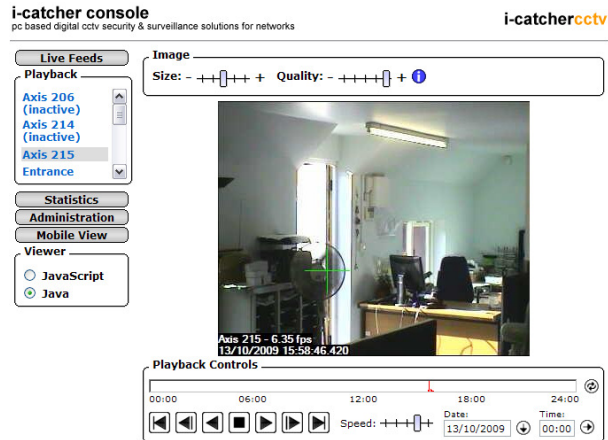 i-catcher console
pc based digital cctv security & surveillance solutions for networks
i-catchercctv
Live Feeds
Playback
Axis 206
(inactive)
Axis 214
(inactive)
Axis 215
Entrance
Statistics
Administration
Mobile View
Viewer
JavaScript
Java
Image
Size: - + Quality: - + i
Axis 215 - 6.35 fps
13/10/2009 15:58:46.420
Playback Controls
00:00 06:00 12:00 18:00 24:00
Speed: +
Date:
13/10/2009
Time:
00:00